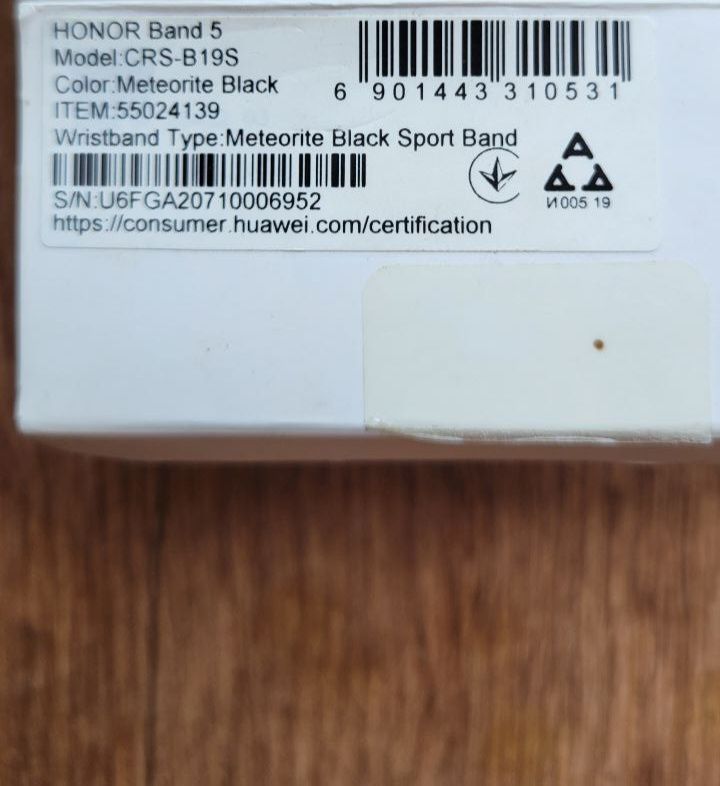 HONOR Band 5
Model:CRS-B19S
Color:Meteorite Black
ITEM:55024139
Wristband Type:Meteorite Black Sport Band
S/N:U6FGA20710006952
https://consumer.huawei.com/certification
6 901443 310531
И005 19